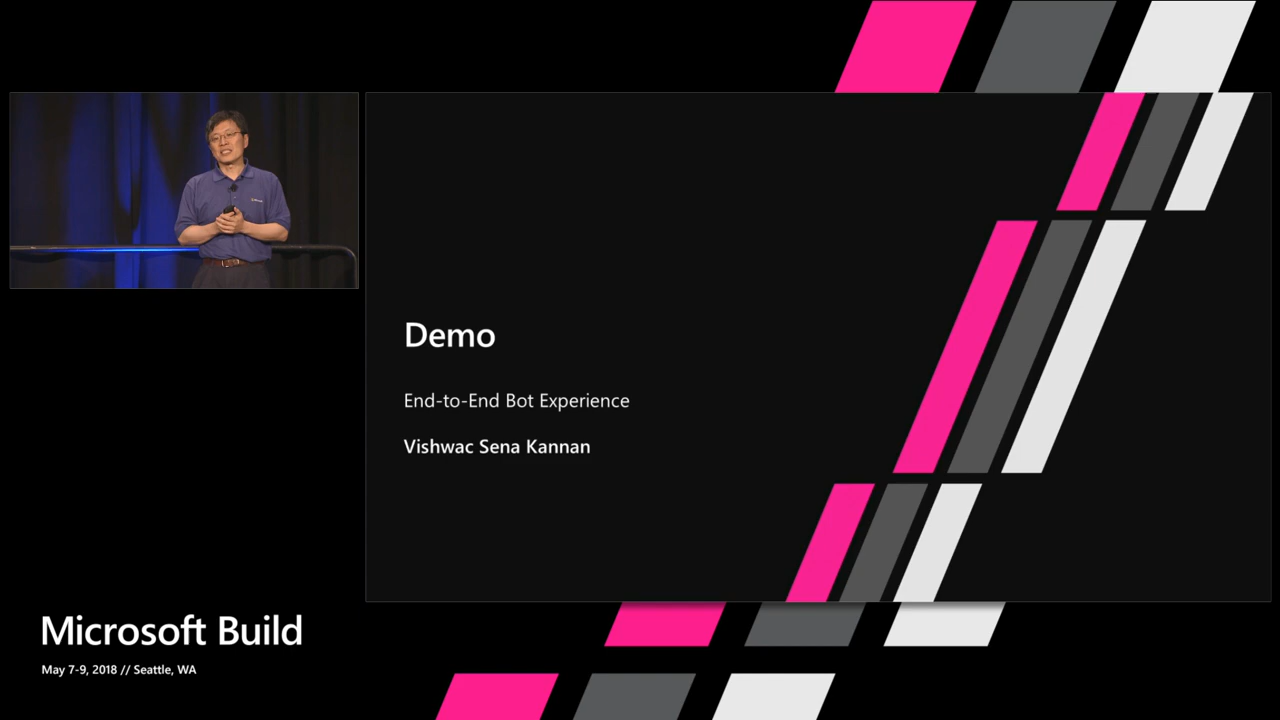 Demo
End-to-End Bot Experience
Vishwac Sena Kannan
Microsoft Build
May 7-9, 2018 // Seattle, WA